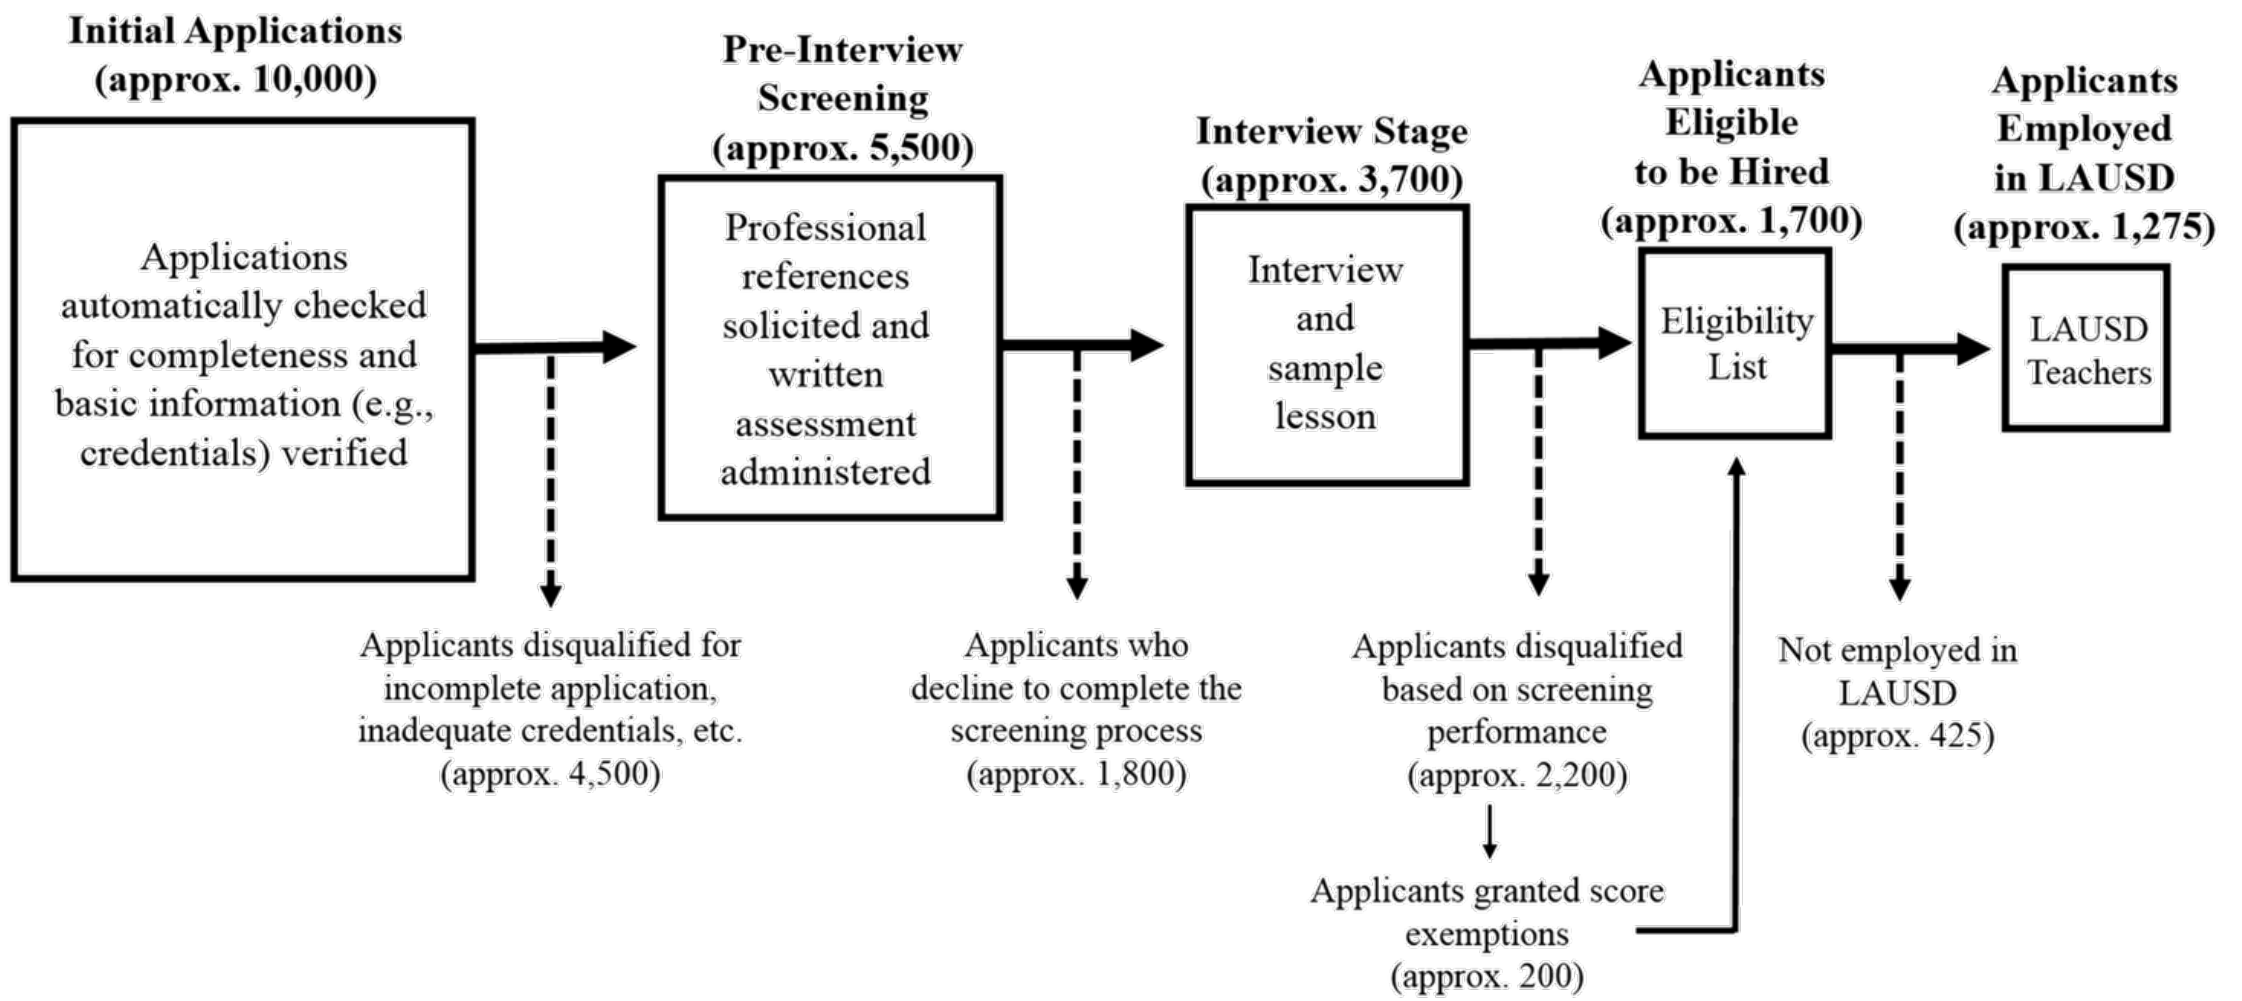 Initial Applications
(approx. 10,000)
Applications
automatically checked
for completeness and
basic information (e.g.,
credentials) verified
Applicants disqualified for
incomplete application,
inadequate credentials, etc.
(approx. 4,500)
Pre-Interview
Screening
(approx. 5,500)
Professional
references
solicited and
written
assessment
administered
Applicants who
decline to complete the
screening process
(approx. 1,800)
Interview Stage
(approx. 3,700)
Interview
and
sample
lesson
Applicants disqualified
based on screening
performance
(approx. 2,200)
Applicants granted score
exemptions
(approx. 200)
Applicants
Eligible
to be Hired
(approx. 1,700)
Eligibility
List
Not employed in
LAUSD
(approx. 425)
Applicants
Employed
in LAUSD
(approx. 1,275)
LAUSD
Teachers